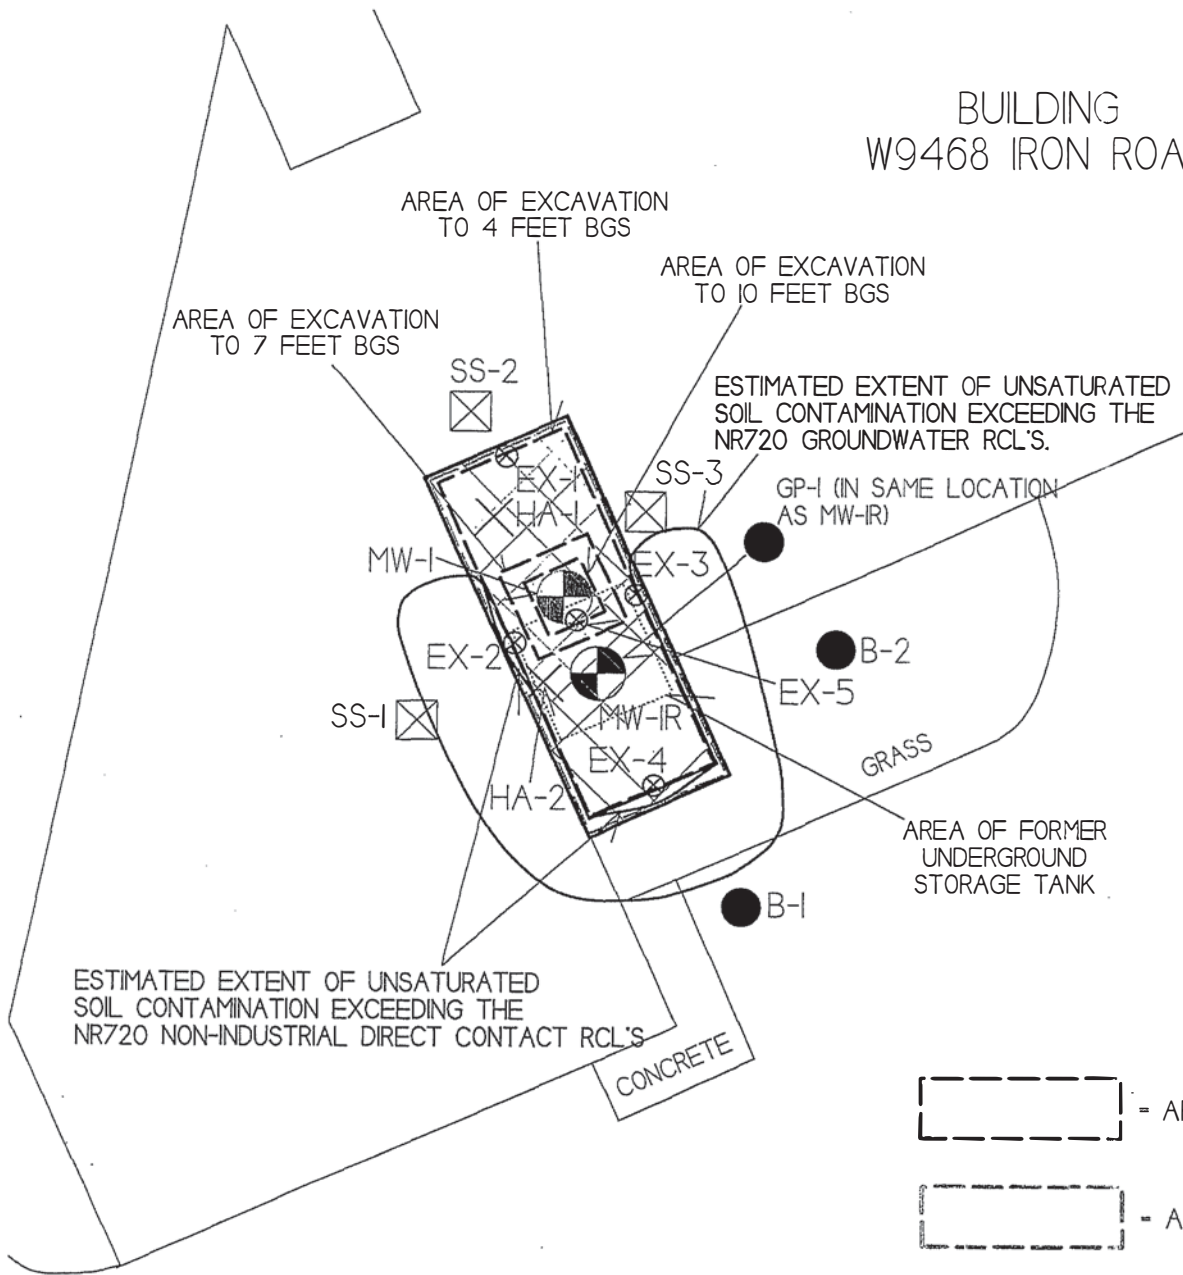 BUILDING
W9468 IRON ROA
AREA OF EXCAVATION
TO 4 FEET BGS
AREA OF EXCAVATION
TO 10 FEET BGS
AREA OF EXCAVATION
TO 7 FEET BGS
SS-2
ESTIMATED EXTENT OF UNSATURATED
SOIL CONTAMINATION EXCEEDING THE
NR720 GROUNDWATER RCL'S.
SS-3
EX-1
GP-1 (IN SAME LOCATION
AS MW-1R)
HA-1
MW-1
EX-3
EX-2
B-2
EX-5
SS-1
MW-1R
GRASS
EX-4
HA-2
AREA OF FORMER
UNDERGROUND
STORAGE TANK
B-1
ESTIMATED EXTENT OF UNSATURATED
SOIL CONTAMINATION EXCEEDING THE
NR720 NON-INDUSTRIAL DIRECT CONTACT RCL'S
CONCRETE
= A
= A